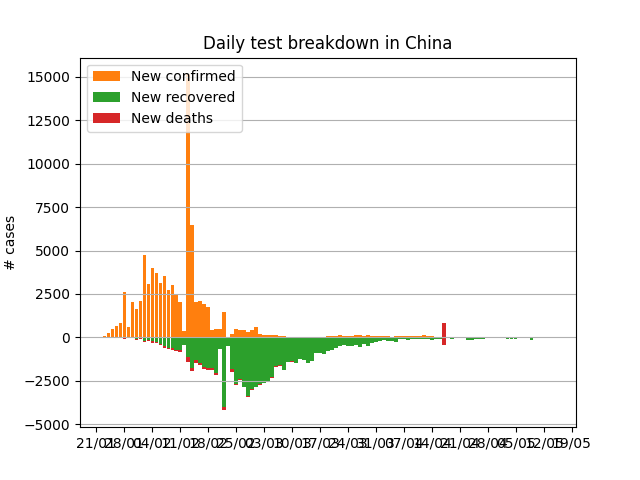 Daily test breakdown in China
New confirmed
New recovered
New deaths
15000
12500
10000
7500
5000
2500
0
−2500
−5000
# cases
21/01 28/01 04/02 11/02 18/02 25/02 03/03 10/03 17/03 24/03 31/03 07/04 14/04 21/04 28/04 05/05 12/05 19/05